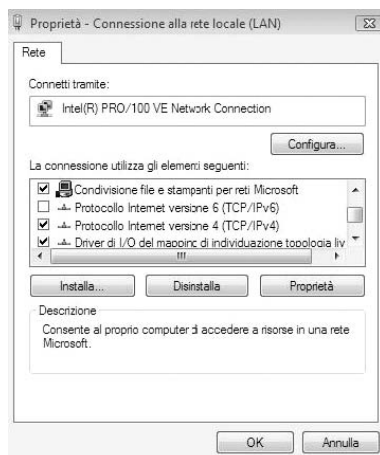 Proprietà - Connessione alla rete locale (LAN)
Rete
Connetti tramite:
Intel(R) PRO/100 VE Network Connection
Configura...
La connessione utilizza gli elementi seguenti:
Condivisione file e stampanti per reti Microsoft
Protocollo Internet versione 6 (TCP/IPv6)
Protocollo Internet versione 4 (TCP/IPv4)
Driver di I/O del mapping di individuazione topologia liv
Installa...
Disinstalla
Proprietà
Descrizione
Consente al proprio computer di accedere a risorse in una rete
Microsoft.
OK
Annulla